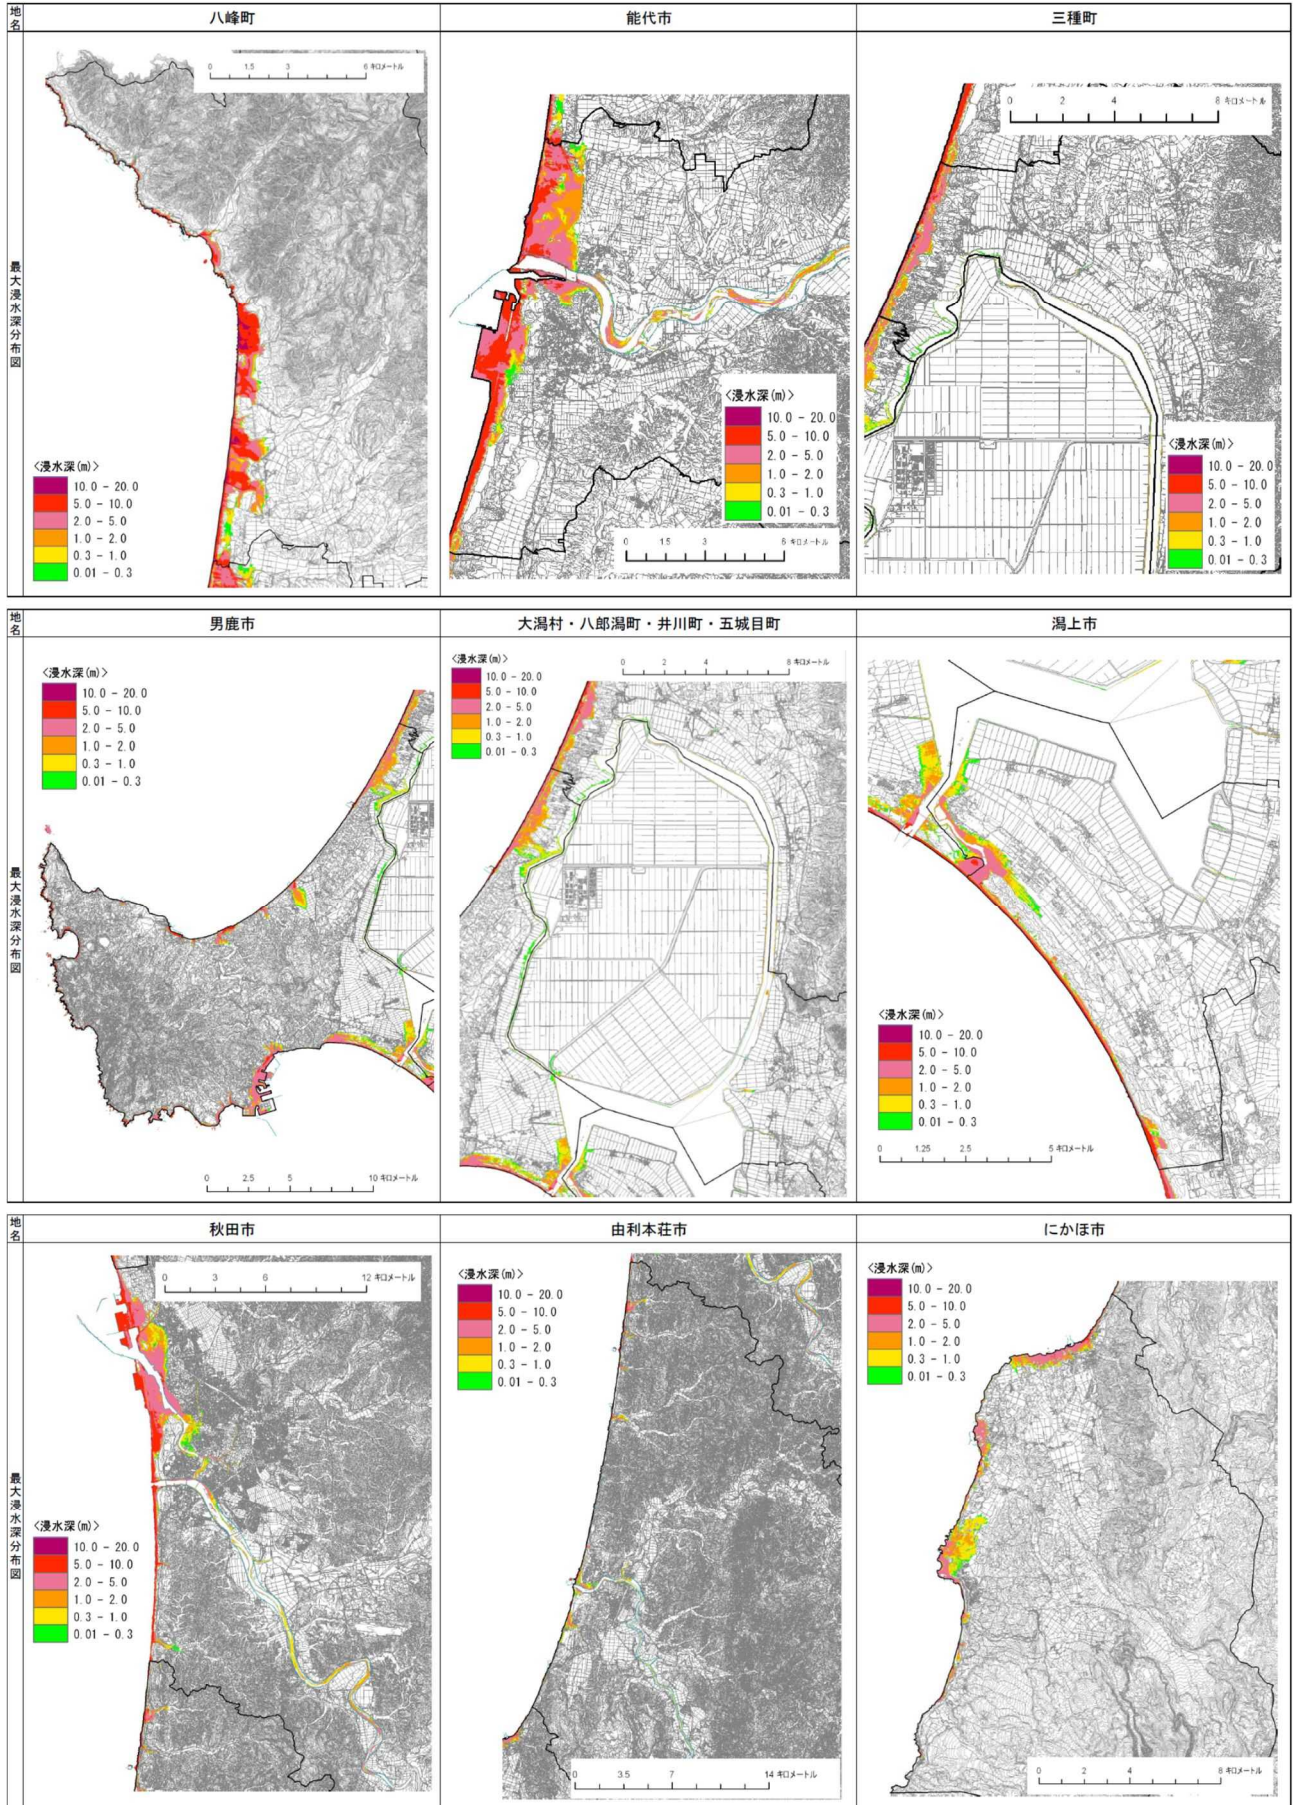 地名
八峰町
能代市
三種町
最大浸水深分布図
0 1.5 3 6 キロメートル
<浸水深(m)>
10.0 - 20.0
5.0 - 10.0
2.0 - 5.0
1.0 - 2.0
0.3 - 1.0
0.01 - 0.3
<浸水深(m)>
10.0 - 20.0
5.0 - 10.0
2.0 - 5.0
1.0 - 2.0
0.3 - 1.0
0.01 - 0.3
0 1.5 3 6 キロメートル
0 2 4 8 キロメートル
<浸水深(m)>
10.0 - 20.0
5.0 - 10.0
2.0 - 5.0
1.0 - 2.0
0.3 - 1.0
0.01 - 0.3
地名
男鹿市
大潟村・八郎潟町・井川町・五城目町
潟上市
最大浸水深分布図
<浸水深(m)>
10.0 - 20.0
5.0 - 10.0
2.0 - 5.0
1.0 - 2.0
0.3 - 1.0
0.01 - 0.3
0 2.5 5 10 キロメートル
<浸水深(m)>
10.0 - 20.0
5.0 - 10.0
2.0 - 5.0
1.0 - 2.0
0.3 - 1.0
0.01 - 0.3
0 2 4 8 キロメートル
<浸水深(m)>
10.0 - 20.0
5.0 - 10.0
2.0 - 5.0
1.0 - 2.0
0.3 - 1.0
0.01 - 0.3
0 1.25 2.5 5 キロメートル
地名
秋田市
由利本荘市
にかほ市
最大浸水深分布図
0 3 6 12 キロメートル
<浸水深(m)>
10.0 - 20.0
5.0 - 10.0
2.0 - 5.0
1.0 - 2.0
0.3 - 1.0
0.01 - 0.3
<浸水深(m)>
10.0 - 20.0
5.0 - 10.0
2.0 - 5.0
1.0 - 2.0
0.3 - 1.0
0.01 - 0.3
0 3.5 7 14 キロメートル
<浸水深(m)>
10.0 - 20.0
5.0 - 10.0
2.0 - 5.0
1.0 - 2.0
0.3 - 1.0
0.01 - 0.3
0 2 4 8 キロメートル